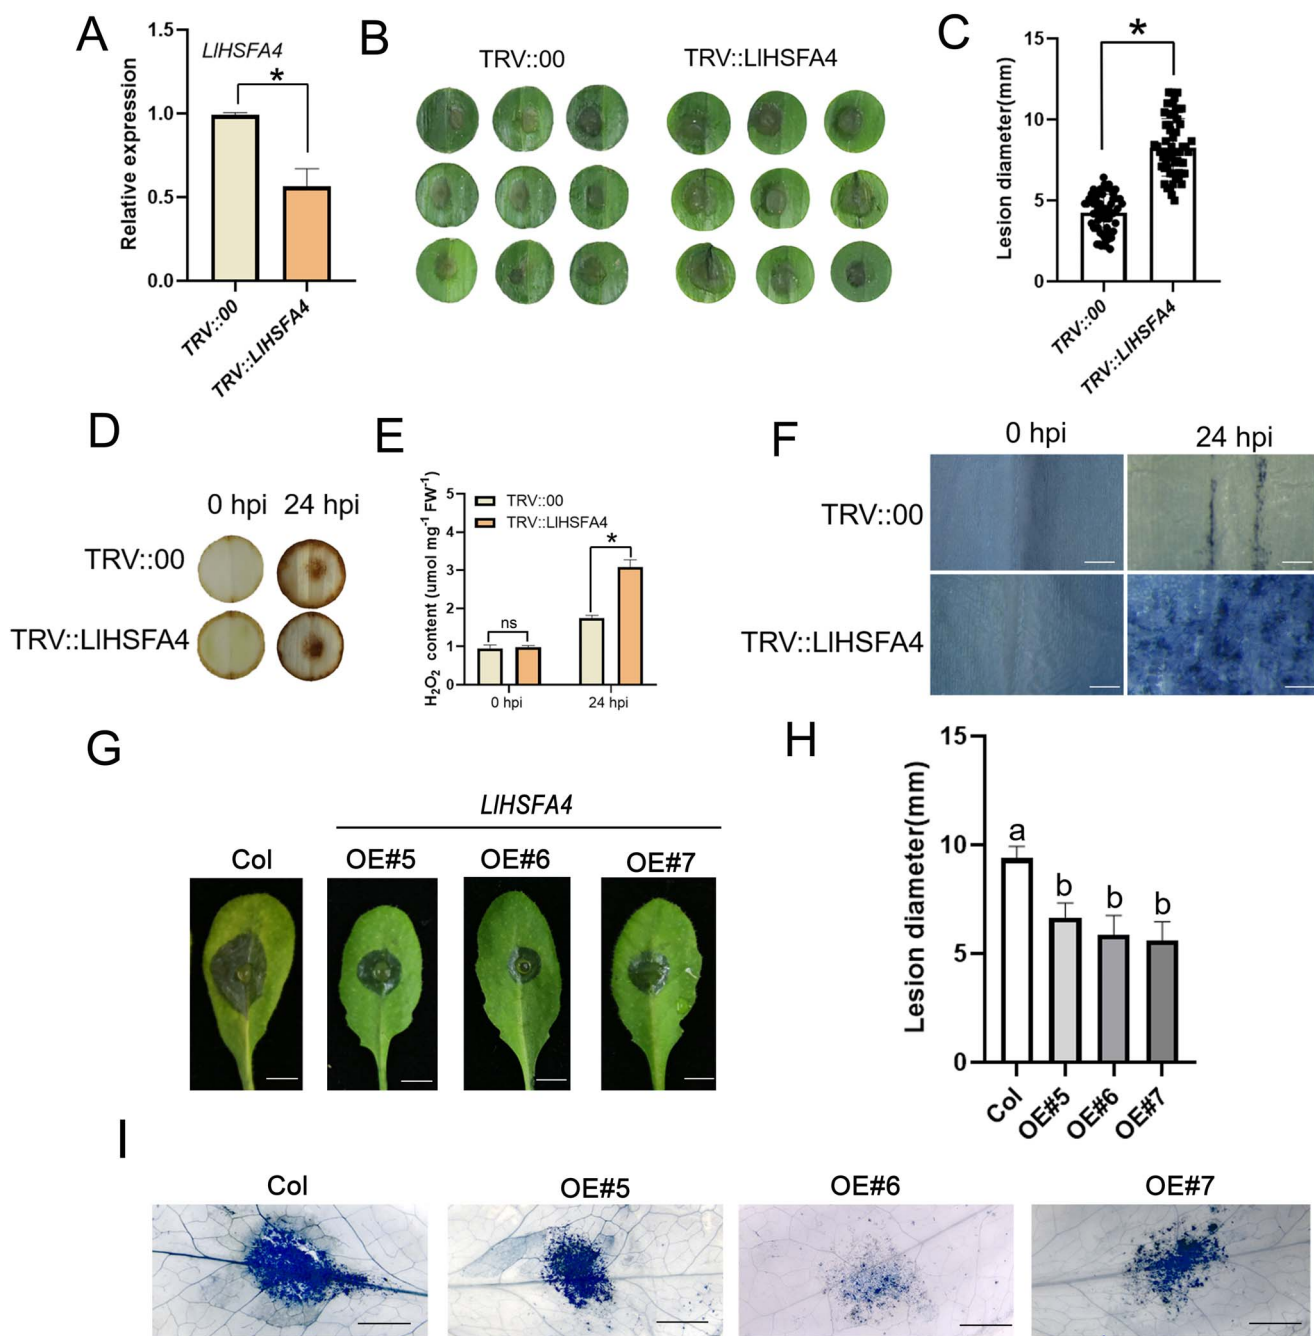 A
1.5
LlHSFA4
*
1.0
0.5
0.0
Relative expression
TRV::00
TRV::LlHSFA4
B
TRV::00
TRV::LlHSFA4
C
15
*
10
5
0
Lesion diameter(mm)
TRV::00
TRV::LlHSFA4
D
0 hpi
24 hpi
TRV::00
TRV::LlHSFA4
E
H₂O₂ content (umol mg⁻¹ FW⁻¹)
5
4
3
2
1
0
TRV::00
TRV::LlHSFA4
ns
*
0 hpi
24 hpi
F
0 hpi
24 hpi
TRV::00
TRV::LlHSFA4
G
LlHSFA4
Col
OE#5
OE#6
OE#7
H
15
10
5
0
Lesion diameter(mm)
a
b
b
b
Col
OE#5
OE#6
OE#7
I
Col
OE#5
OE#6
OE#7